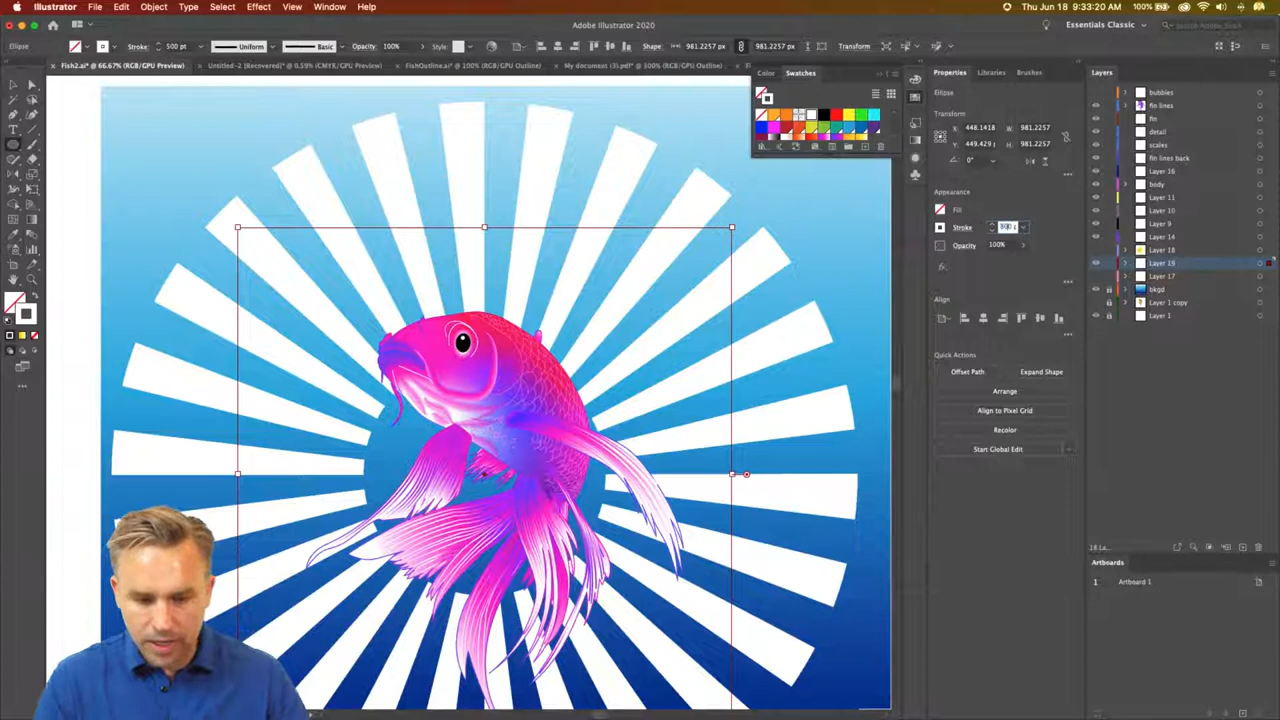 Illustrator File Edit Object Type Select Effect View Window Help
100% Thu Jun 18 9:33:20 AM
Adobe Illustrator 2020
Essentials Classic
Ellipse Stroke: 500 pt Uniform Basic Opacity: 100% Style: Shape: 981.2257 px 981.2257 px Transform
Fish2.ai* @ 66.67% (RGB/GPU Preview) Untitled-2 [Recovered]* @ 0.59% (CMYK/GPU Preview) FishOutline.ai* @ 100% (RGB/GPU Outline) My document (3).pdf* @ 300% (RGB/GPU Outline)
Color Swatches
Properties Libraries Brushes
Ellipse
Transform
X: 448.1418 W: 981.2257
Y: 449.429 H: 981.2257
0°
Appearance
Fill
Stroke
Opacity 100%
fx
Align
Quick Actions
Offset Path Expand Shape
Arrange
Align to Pixel Grid
Recolor
Start Global Edit
Layers
bubbles
fin lines
fin
detail
scales
fin lines back
Layer 16
body
Layer 11
Layer 10
Layer 9
Layer 14
Layer 18
Layer 19
Layer 17
bkgd
Layer 1 copy
Layer 1
18 La...
Artboards
1 Artboard 1